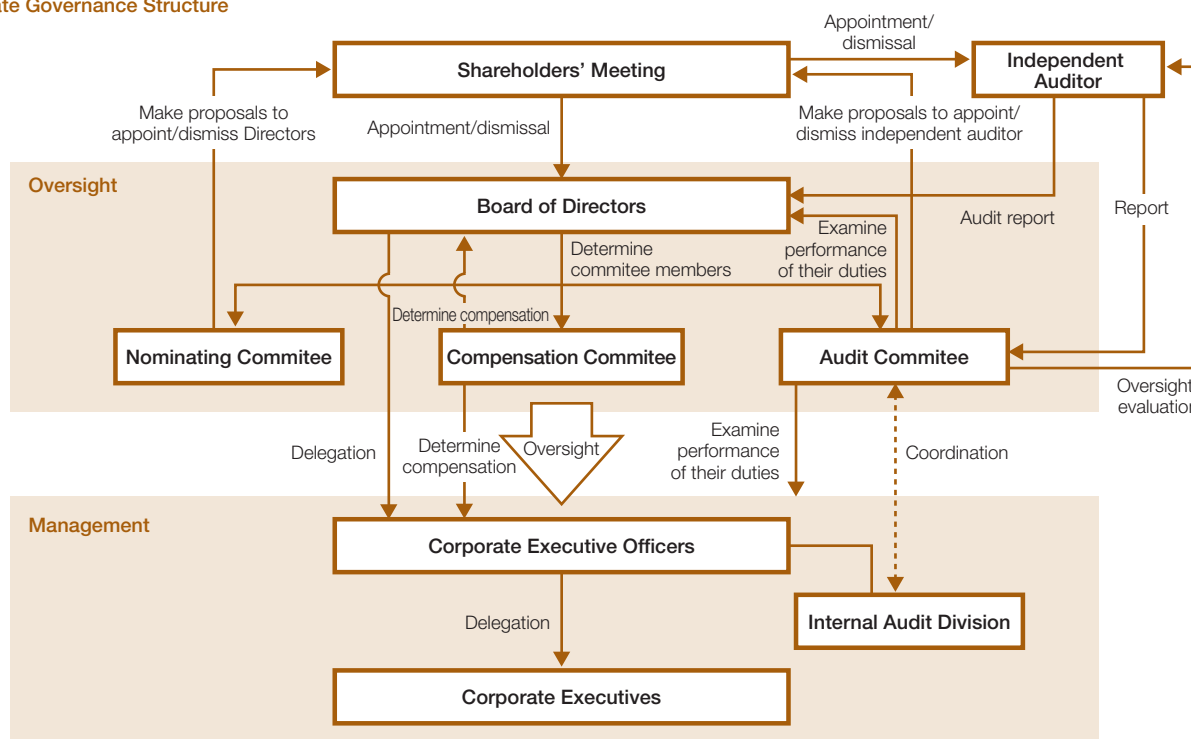 ate Governance Structure
Appointment/
dismissal
Shareholders’ Meeting
Independent
Auditor
Make proposals to
appoint/dismiss Directors
Appointment/dismissal
Make proposals to appoint/
dismiss independent auditor
Oversight
Board of Directors
Audit report
Report
Determine
commitee members
Examine
performance
of their duties
Determine compensation
Nominating Commitee
Compensation Commitee
Audit Commitee
Oversight
evaluation
Delegation
Determine
compensation
Oversight
Examine
performance
of their duties
Coordination
Management
Corporate Executive Officers
Delegation
Internal Audit Division
Corporate Executives